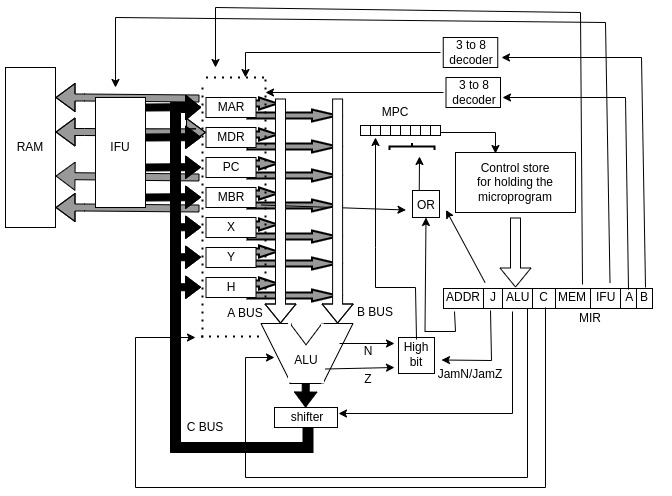 3 to 8
decoder
3 to 8
decoder
RAM
IFU
MAR
MDR
PC
MBR
X
Y
H
MPC
Control store
for holding the
microprogram
OR
ADDR
J
ALU
C
MEM
IFU
A
B
MIR
A BUS
B BUS
ALU
N
Z
High
bit
JamN/JamZ
shifter
C BUS